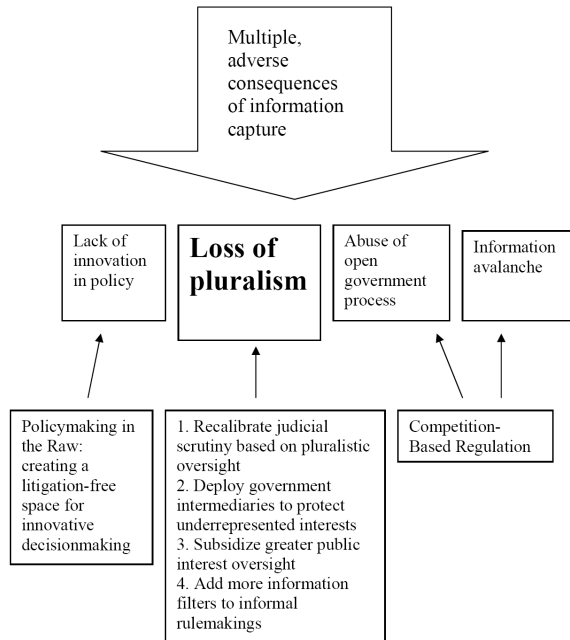 Multiple,
adverse
consequences
of information
capture
Lack of
innovation
in policy
Loss of
pluralism
Abuse of
open
government
process
Information
avalanche
Policymaking in
the Raw:
creating a
litigation-free
space for
innovative
decisionmaking
1. Recalibrate judicial
scrutiny based on pluralistic
oversight
2. Deploy government
intermediaries to protect
underrepresented interests
3. Subsidize greater public
interest oversight
4. Add more information
filters to informal
rulemakings
Competition-
Based Regulation